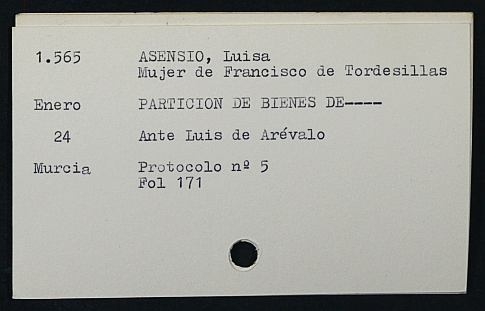 1.565 ASENSIO, Luisa
Mujer de Francisco de Tordesillas
Enero PARTICION DE BIENES DE----
24 Ante Luis de Arévalo
Murcia Protocolo nº 5
Fol 171